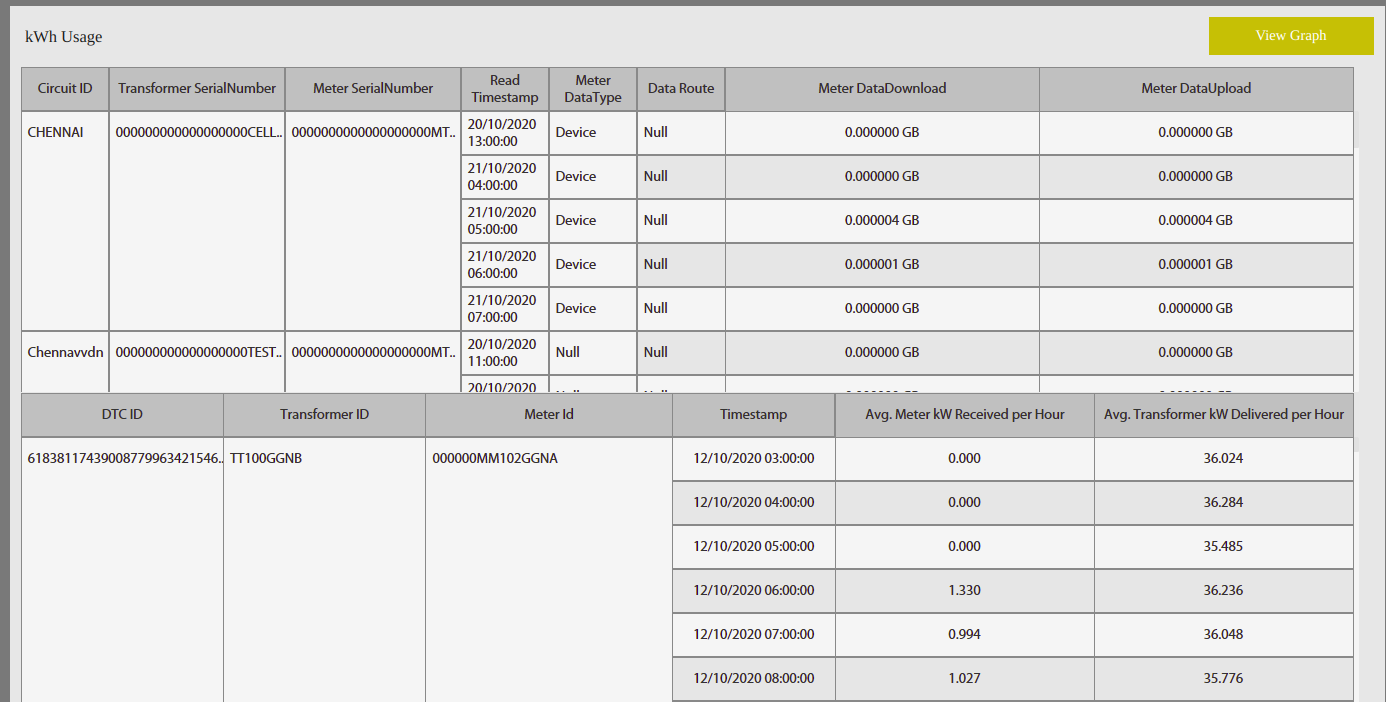 kWh Usage
View Graph
Circuit ID Transformer SerialNumber Meter SerialNumber Read Timestamp Meter DataType Data Route Meter DataDownload Meter DataUpload
CHENNAI 000000000000000000CELL.. 0000000000000000000MT.. 20/10/2020 13:00:00 Device Null 0.000000 GB 0.000000 GB
21/10/2020 04:00:00 Device Null 0.000000 GB 0.000000 GB
21/10/2020 05:00:00 Device Null 0.000004 GB 0.000004 GB
21/10/2020 06:00:00 Device Null 0.000001 GB 0.000001 GB
21/10/2020 07:00:00 Device Null 0.000000 GB 0.000000 GB
Chennavvdn 000000000000000000TEST.. 0000000000000000000MT.. 20/10/2020 11:00:00 Null Null 0.000000 GB 0.000000 GB
20/10/2020
DTC ID Transformer ID Meter Id Timestamp Avg. Meter kW Received per Hour Avg. Transformer kW Delivered per Hour
61838117439008779963421546.. TT100GGNB 000000MM102GGNA 12/10/2020 03:00:00 0.000 36.024
12/10/2020 04:00:00 0.000 36.284
12/10/2020 05:00:00 0.000 35.485
12/10/2020 06:00:00 1.330 36.236
12/10/2020 07:00:00 0.994 36.048
12/10/2020 08:00:00 1.027 35.776